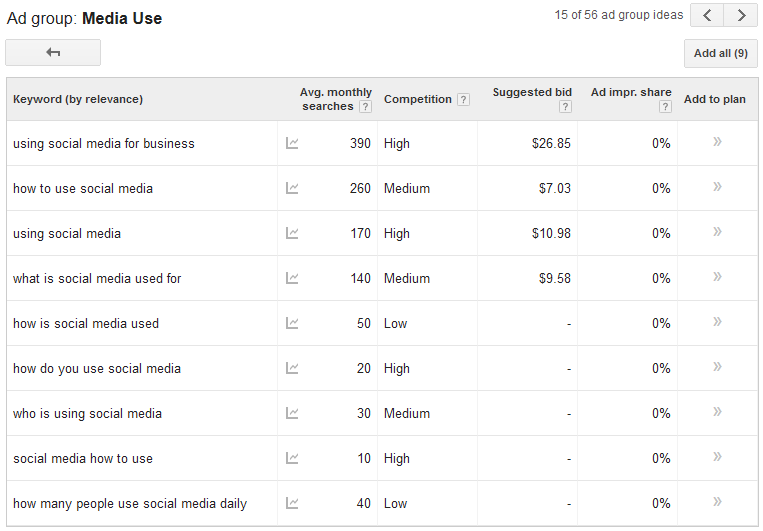 Ad group: Media Use
15 of 56 ad group ideas
Add all (9)
Keyword (by relevance) Avg. monthly searches ? Competition ? Suggested bid ? Ad impr. share ? Add to plan
using social media for business 390 High $26.85 0% »
how to use social media 260 Medium $7.03 0% »
using social media 170 High $10.98 0% »
what is social media used for 140 Medium $9.58 0% »
how is social media used 50 Low - 0% »
how do you use social media 20 High - 0% »
who is using social media 30 Medium - 0% »
social media how to use 10 High - 0% »
how many people use social media daily 40 Low - 0% »